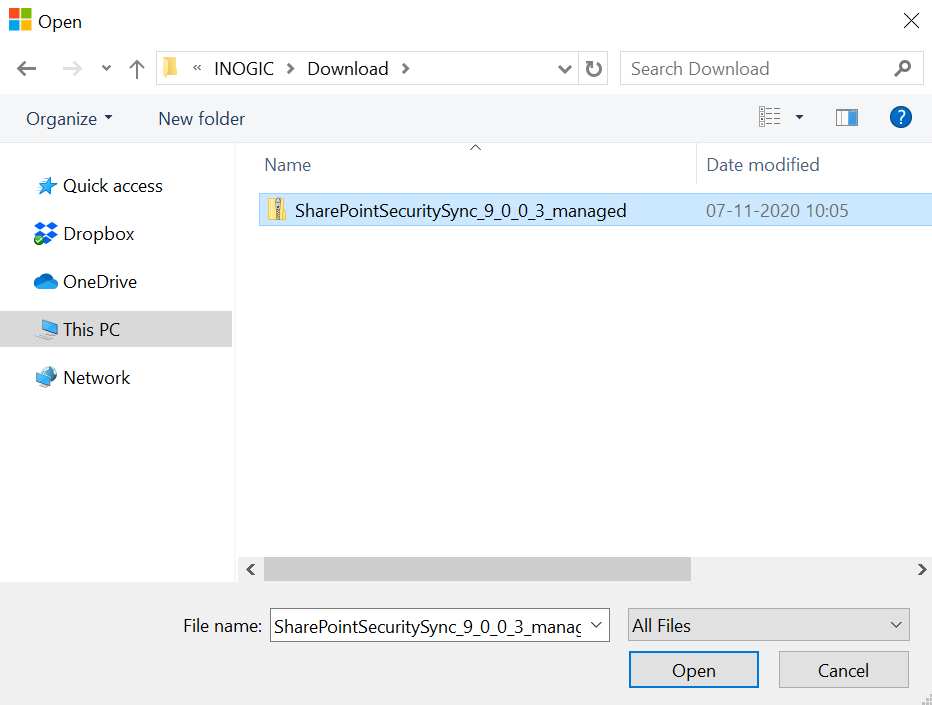 Open
« INOGIC > Download >
Search Download
Organize
New folder
?
Name
Date modified
Quick access
SharePointSecuritySync_9_0_0_3_managed
07-11-2020 10:05
Dropbox
OneDrive
This PC
Network
File name:
SharePointSecuritySync_9_0_0_3_manag
All Files
Open
Cancel